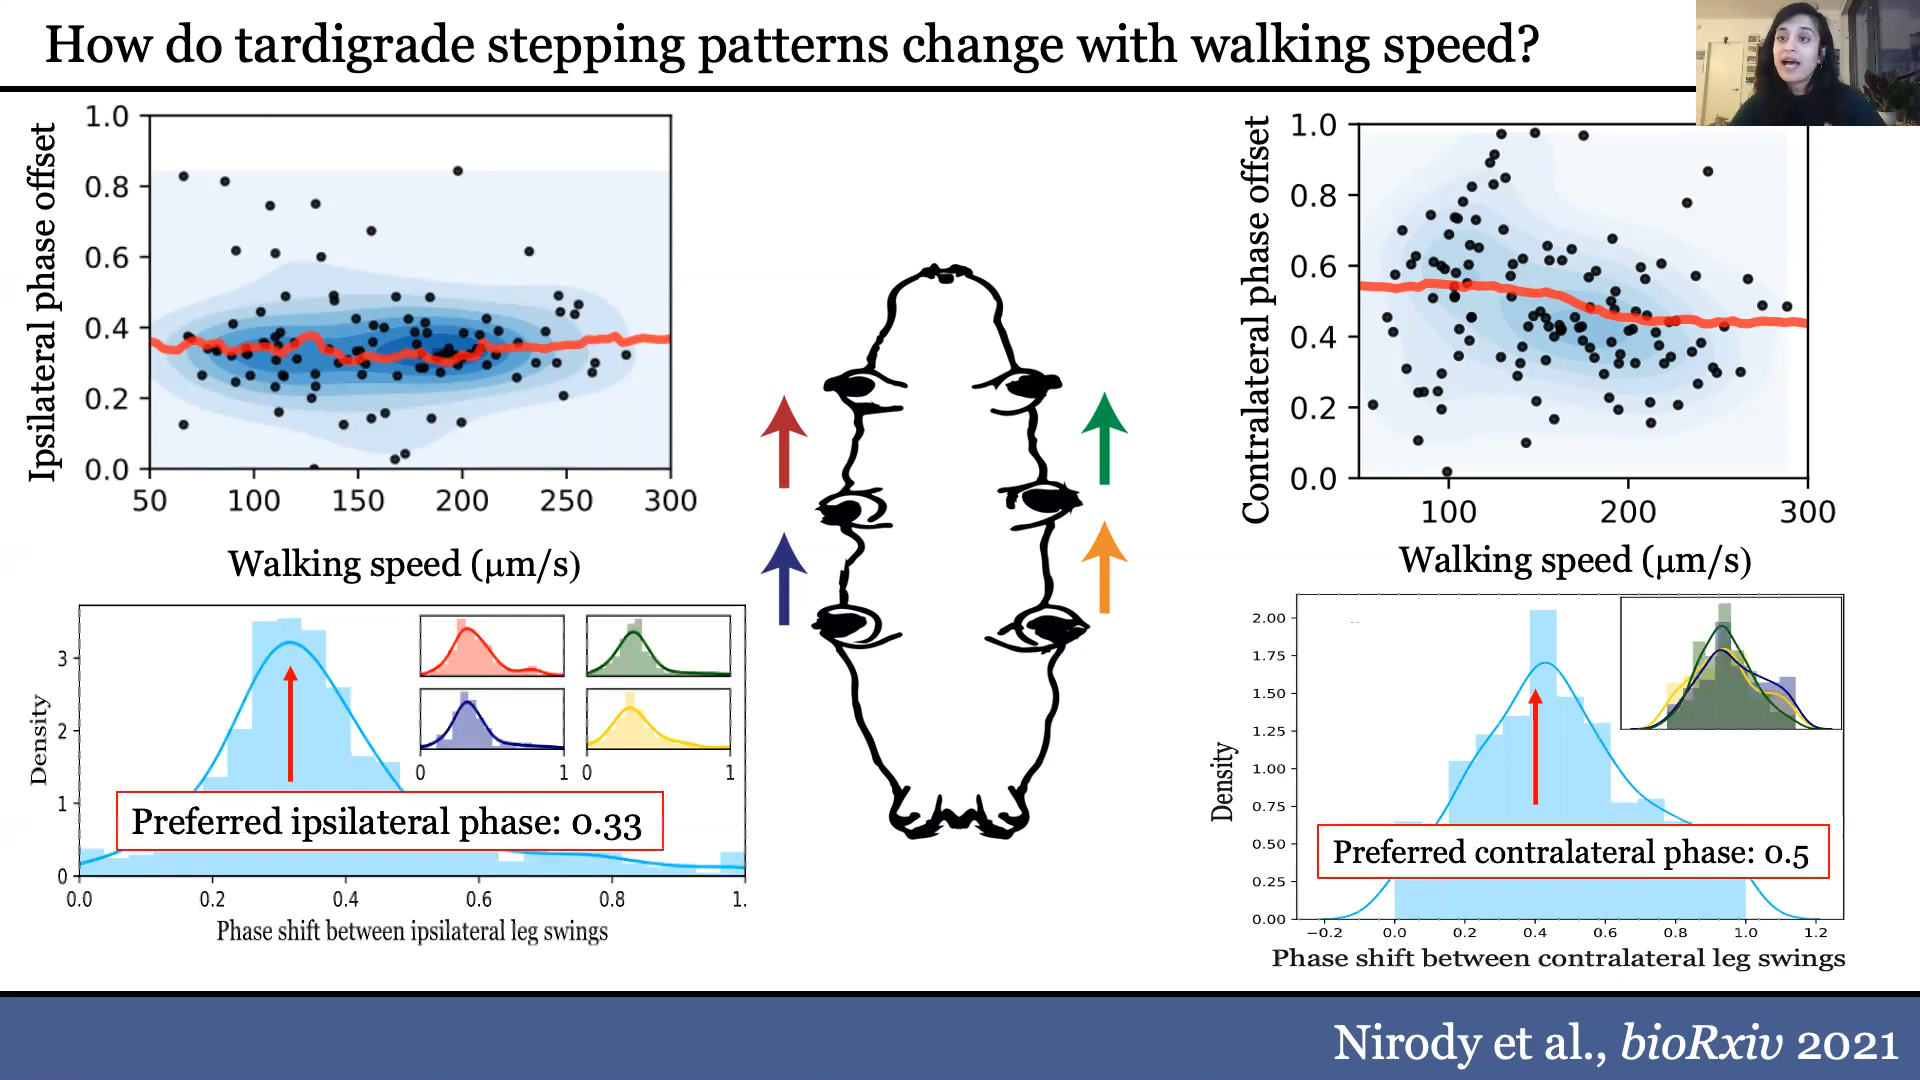 How do tardigrade stepping patterns change with walking speed?
Ipsilateral phase offset
1.0
0.8
0.6
0.4
0.2
0.0
50 100 150 200 250 300
Walking speed (μm/s)
Contralateral phase offset
1.0
0.8
0.6
0.4
0.2
0.0
100 200 300
Walking speed (μm/s)
Density
3
2
1
0
0 1 0 1
Preferred ipsilateral phase: 0.33
0.0 0.2 0.4 0.6 0.8 1.
Phase shift between ipsilateral leg swings
Density
2.00
1.75
1.50
1.25
1.00
0.75
0.50
0.25
0.00
Preferred contralateral phase: 0.5
−0.2 0.0 0.2 0.4 0.6 0.8 1.0 1.2
Phase shift between contralateral leg swings
Nirody et al., bioRxiv 2021